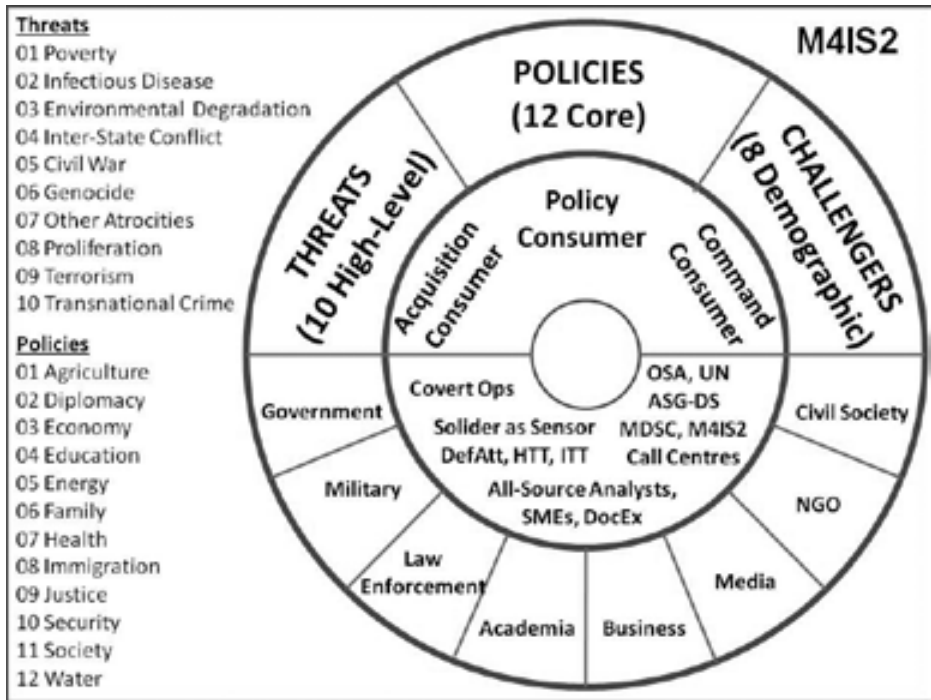 Threats
01 Poverty
02 Infectious Disease
03 Environmental Degradation
04 Inter-State Conflict
05 Civil War
06 Genocide
07 Other Atrocities
08 Proliferation
09 Terrorism
10 Transnational Crime
Policies
01 Agriculture
02 Diplomacy
03 Economy
04 Education
05 Energy
06 Family
07 Health
08 Immigration
09 Justice
10 Security
11 Society
12 Water
M4IS2
THREATS
(10 High-Level)
POLICIES
(12 Core)
CHALLENGERS
(8 Demographic)
Acquisition
Consumer
Policy
Consumer
Command
Consumer
Covert Ops
Solider as Sensor
DefAtt, HTT, ITT
OSA, UN
ASG-DS
MDSC, M4IS2
Call Centres
All-Source Analysts,
SMEs, DocEx
Government
Military
Law
Enforcement
Academia
Business
Media
NGO
Civil Society